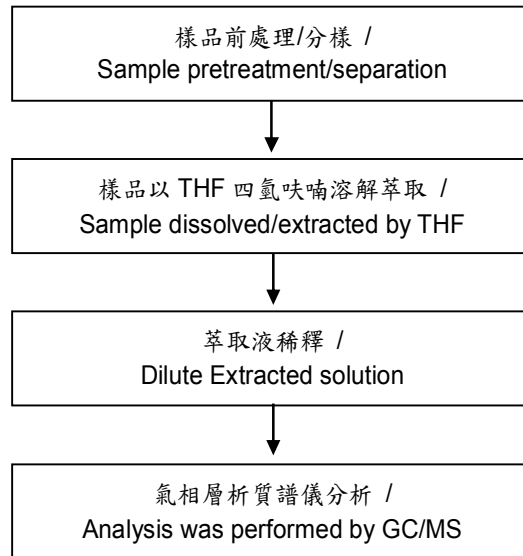 樣品前處理/分樣 /
Sample pretreatment/separation
樣品以 THF 四氫呋喃溶解萃取 /
Sample dissolved/extracted by THF
萃取液稀釋 /
Dilute Extracted solution
氣相層析質譜儀分析 /
Analysis was performed by GC/MS